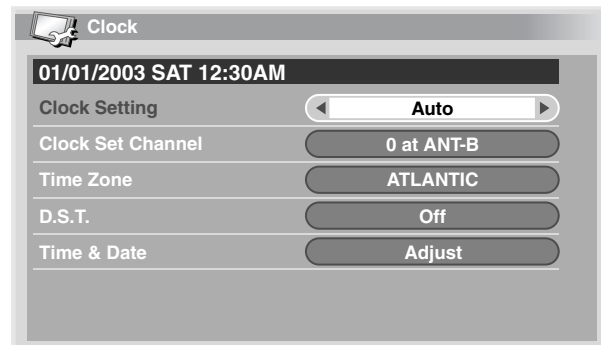 Clock
01/01/2003 SAT 12:30AM
Clock Setting Auto
Clock Set Channel 0 at ANT-B
Time Zone ATLANTIC
D.S.T. Off
Time & Date Adjust